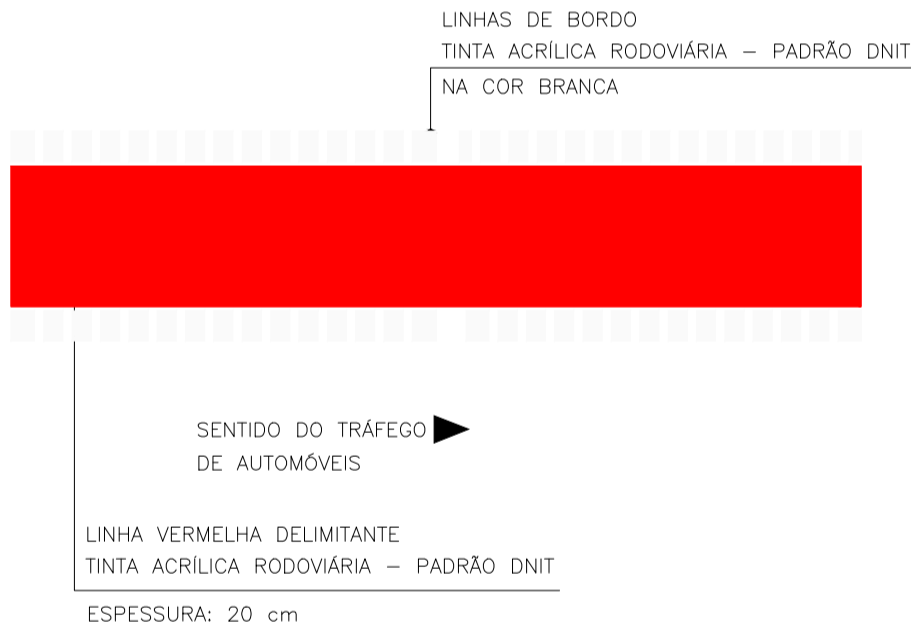 LINHAS DE BORDO
TINTA ACRÍLICA RODOVIÁRIA – PADRÃO DNIT
NA COR BRANCA
SENTIDO DO TRÁFEGO
DE AUTOMÓVEIS
LINHA VERMELHA DELIMITANTE
TINTA ACRÍLICA RODOVIÁRIA – PADRÃO DNIT
ESPESSURA: 20 cm